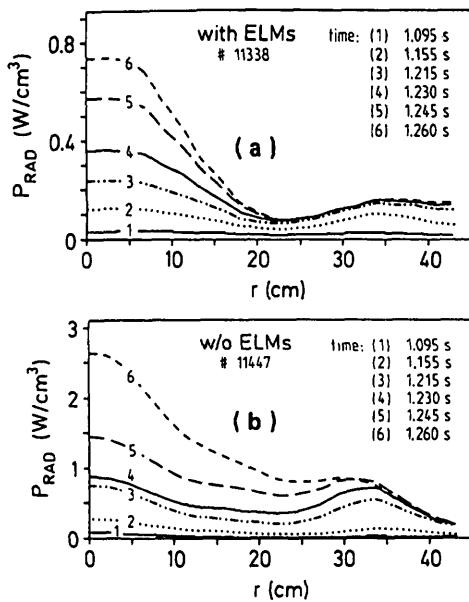 with ELMs
# 11338
time: (1) 1.095 s
(2) 1.155 s
(3) 1.215 s
(4) 1.230 s
(5) 1.245 s
(6) 1.260 s
P_RAD (W/cm³)
0.8
0.4
0
6
5
4
3
2
1
(a)
0 10 20 30 40
r (cm)
w/o ELMs
# 11447
time: (1) 1.095 s
(2) 1.155 s
(3) 1.215 s
(4) 1.230 s
(5) 1.245 s
(6) 1.260 s
P_RAD (W/cm³)
3
2
1
0
6
5
4
3
2
1
(b)
0 10 20 30 40
r (cm)